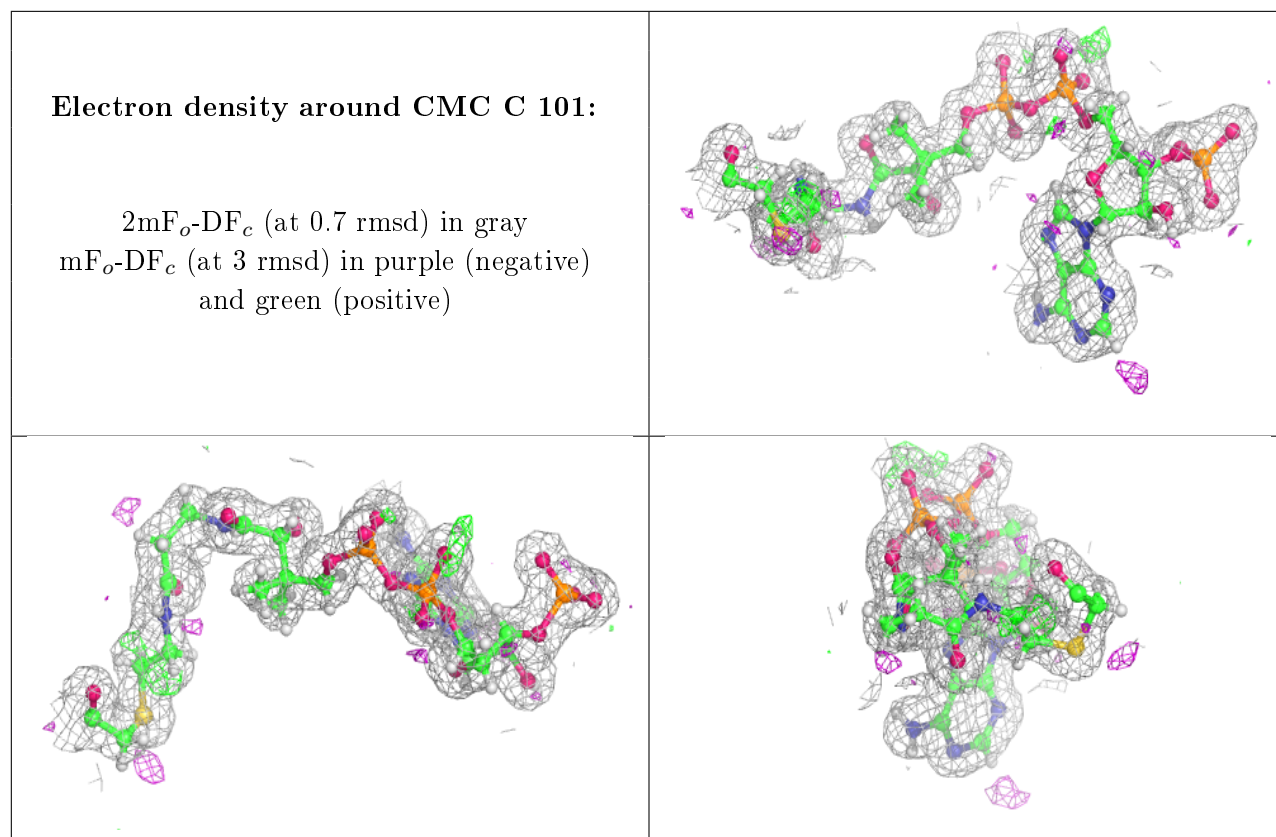 Electron density around CMC C 101:
2mFo-DFc (at 0.7 rmsd) in gray
mFo-DFc (at 3 rmsd) in purple (negative)
and green (positive)